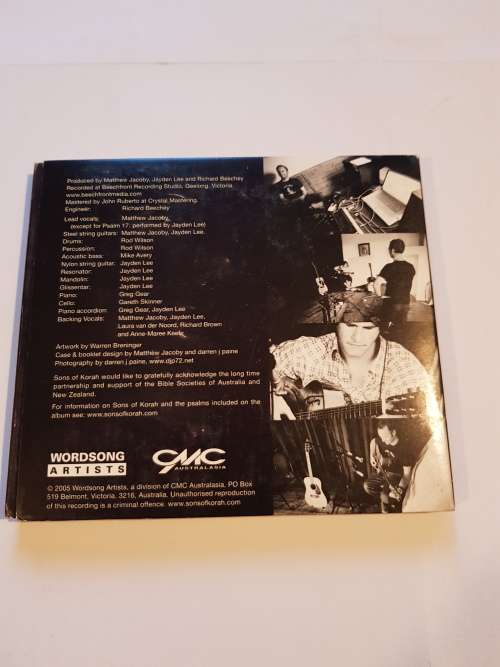 Produced by Matthew Jacoby, Jayden Lee and Richard Beechey
Recorded at Beechfront Recording Studio, Geelong, Victoria.
www.beechfrontmedia.com
Mastered by John Ruberto at Crystal Mastering.
Engineer: Richard Beechey
Lead vocals: Matthew Jacoby,
(except for Psalm 17, performed by Jayden Lee)
Steel string guitars: Matthew Jacoby, Jayden Lee.
Drums: Rod Wilson
Percussion: Rod Wilson
Acoustic bass: Mike Avery
Nylon string guitar: Jayden Lee
Resonator: Jayden Lee
Mandolin: Jayden Lee
Glissentar: Jayden Lee
Piano: Greg Gear
Cello: Gareth Skinner
Piano accordion: Greg Gear, Jayden Lee
Backing Vocals: Matthew Jacoby, Jayden Lee,
Laura van der Noord, Richard Brown
and Anne-Maree Keefe
Artwork by Warren Breninger
Case & booklet design by Matthew Jacoby and darren j paine
Photography by darren j paine, www.djp72.net
Sons of Korah would like to gratefully acknowledge the long time
partnership and support of the Bible Societies of Australia and
New Zealand.
For information on Sons of Korah and the psalms included on the
album see: www.sonsofkorah.com
WORDSONG
ARTISTS
CMC
AUSTRALASIA
© 2005 Wordsong Artists, a division of CMC Australasia. PO Box
519 Belmont, Victoria, 3216, Australia. Unauthorised reproduction
of this recording is a criminal offence. www.sonsofkorah.com